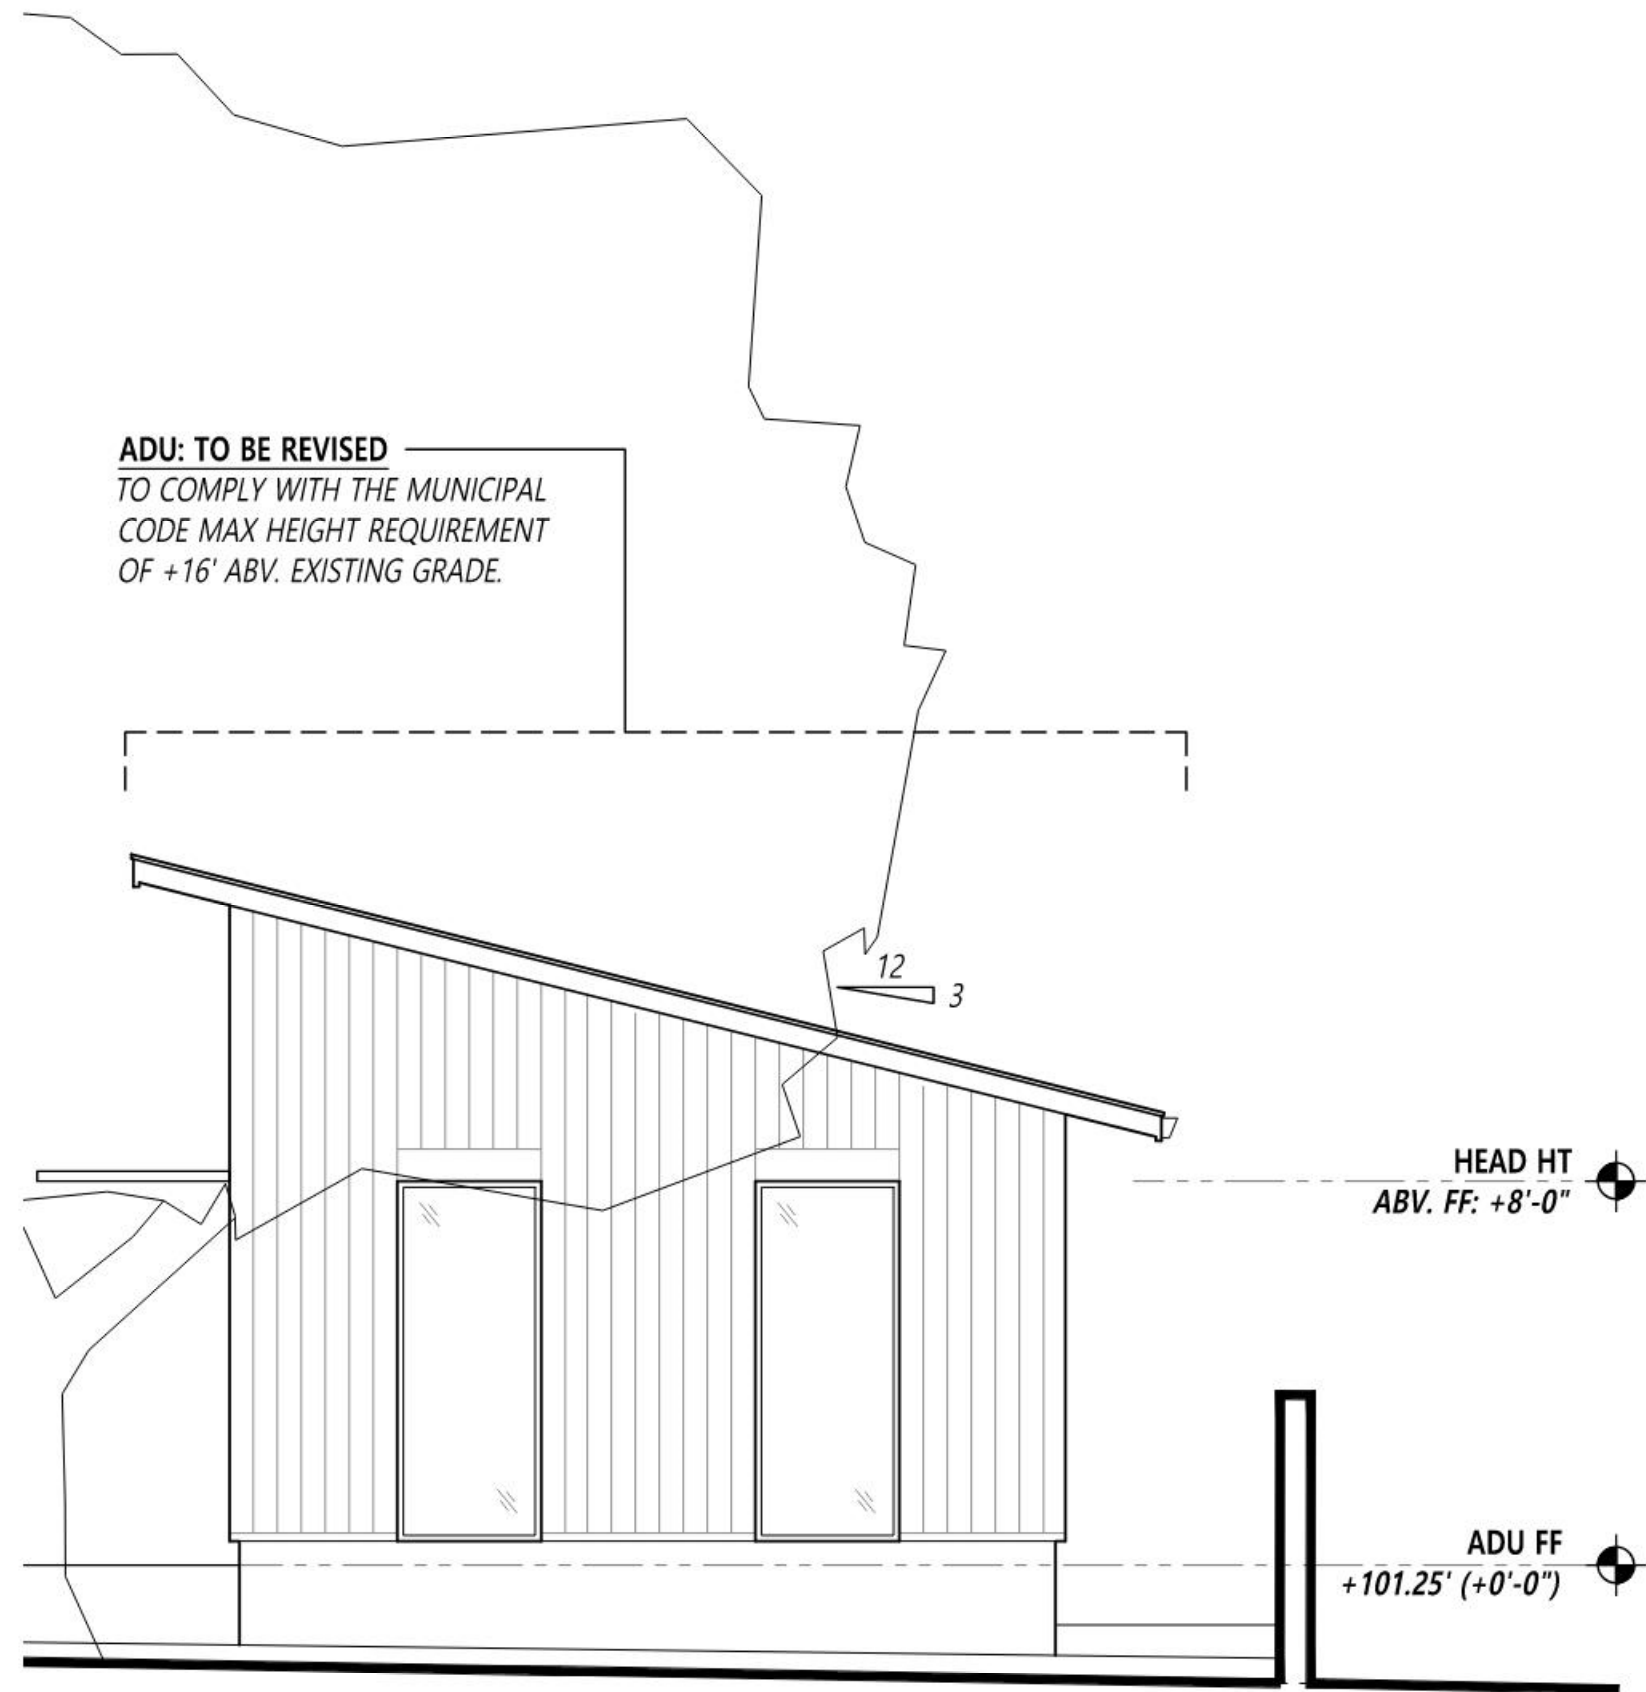 ADU: TO BE REVISED
TO COMPLY WITH THE MUNICIPAL
CODE MAX HEIGHT REQUIREMENT
OF +16' ABV. EXISTING GRADE.
12
3
HEAD HT
ABV. FF: +8'-0"
ADU FF
+101.25' (+0'-0")